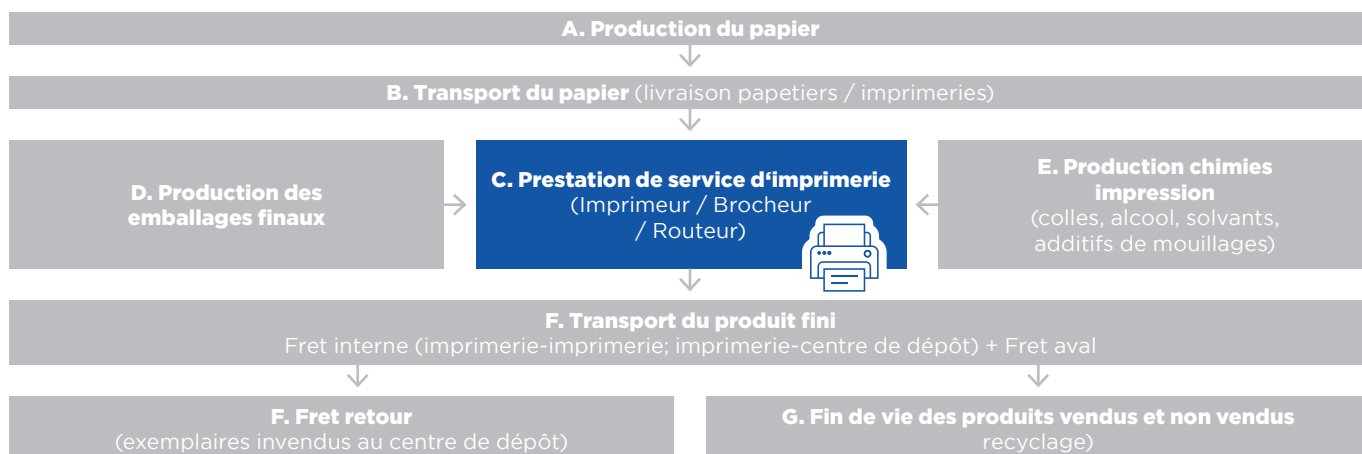 A. Production du papier
B. Transport du papier (livraison papetiers / imprimeries)
D. Production des
emballages finaux
C. Prestation de service d‘imprimerie
(Imprimeur / Brocheur
/ Routeur)
E. Production chimies
impression
(colles, alcool, solvants,
additifs de mouillages)
F. Transport du produit fini
Fret interne (imprimerie-imprimerie; imprimerie-centre de dépôt) + Fret aval
F. Fret retour
(exemplaires invendus au centre de dépôt)
G. Fin de vie des produits vendus et non vendus
recyclage)